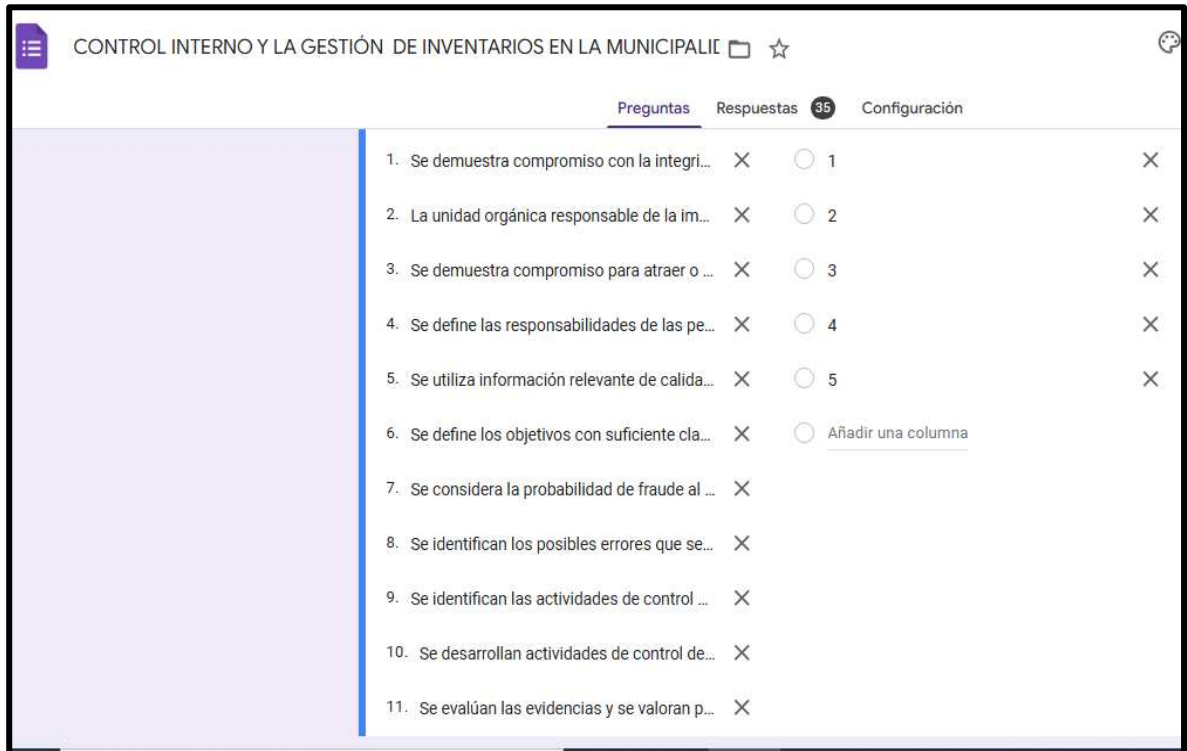 CONTROL INTERNO Y LA GESTIÓN DE INVENTARIOS EN LA MUNICIPALI
Preguntas Respuestas 35 Configuración
1. Se demuestra compromiso con la integri... 1
2. La unidad orgánica responsable de la im... 2
3. Se demuestra compromiso para atraer o ... 3
4. Se define las responsabilidades de las pe... 4
5. Se utiliza información relevante de calida... 5
6. Se define los objetivos con suficiente cla... Añadir una columna
7. Se considera la probabilidad de fraude al ...
8. Se identifican los posibles errores que se...
9. Se identifican las actividades de control ...
10. Se desarrollan actividades de control de...
11. Se evalúan las evidencias y se valoran p...